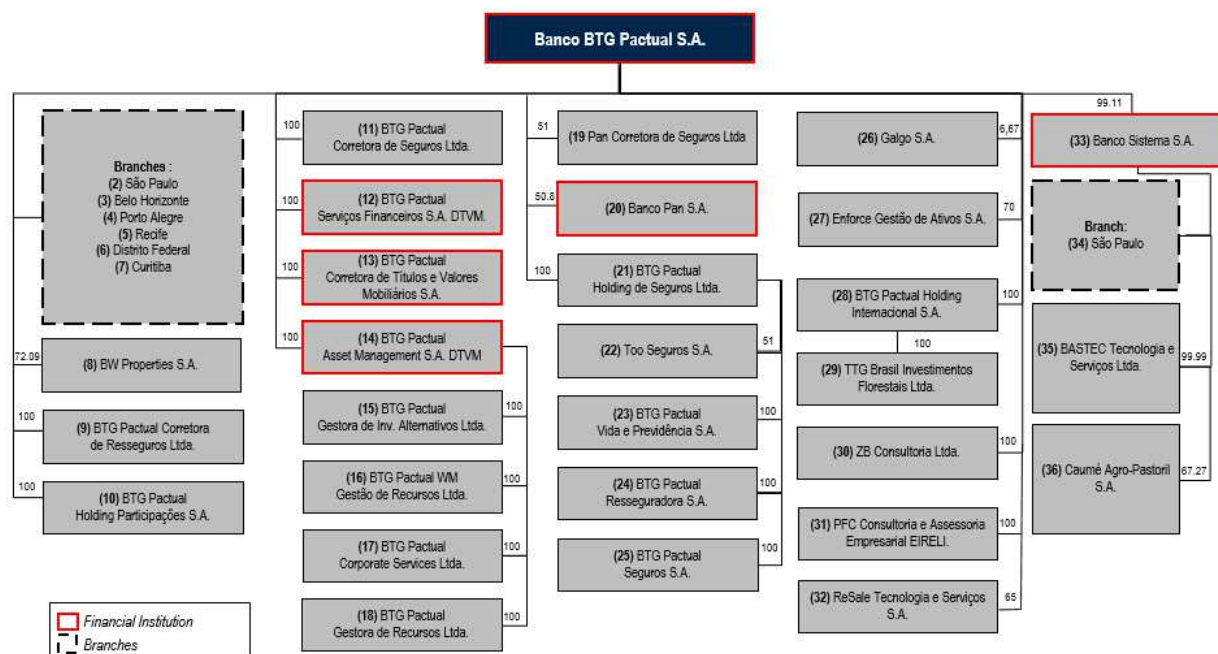 Banco BTG Pactual S.A.
Branches :
(2) São Paulo
(3) Belo Horizonte
(4) Porto Alegre
(5) Recife
(6) Distrito Federal
(7) Curitiba
72.09
(8) BW Properties S.A.
100
(9) BTG Pactual Corretora
de Resseguros Ltda.
100
(10) BTG Pactual
Holding Participações S.A.
100
(11) BTG Pactual
Corretora de Seguros Ltda.
100
(12) BTG Pactual
Serviços Financeiros S.A. DTVM.
100
(13) BTG Pactual
Corretora de Títulos e Valores
Mobiliários S.A.
100
(14) BTG Pactual
Asset Management S.A. DTVM
(15) BTG Pactual
Gestora de Inv. Alternativos Ltda.
100
(16) BTG Pactual WM
Gestão de Recursos Ltda.
100
(17) BTG Pactual
Corporate Services Ltda.
100
(18) BTG Pactual
Gestora de Recursos Ltda.
100
51
(19 Pan Corretora de Seguros Ltda
50.8
(20) Banco Pan S.A.
100
(21) BTG Pactual
Holding de Seguros Ltda.
(22) Too Seguros S.A.
51
(23) BTG Pactual
Vida e Previdência S.A.
100
(24) BTG Pactual
Resseguradora S.A.
100
(25) BTG Pactual
Seguros S.A.
100
(26) Galgo S.A.
6,67
(27) Enforce Gestão de Ativos S.A.
70
(28) BTG Pactual Holding
Internacional S.A.
100
100
(29) TTG Brasil Investimentos
Florestais Ltda.
(30) ZB Consultoria Ltda.
100
(31) PFC Consultoria e Assessoria
Empresarial EIRELI.
100
(32) ReSale Tecnologia e Serviços
S.A.
65
99.11
(33) Banco Sistema S.A.
Branch:
(34) São Paulo
(35) BASTEC Tecnologia e
Serviços Ltda.
99.99
(36) Caumé Agro-Pastoril
S.A.
67.27
Financial Institution
Branches